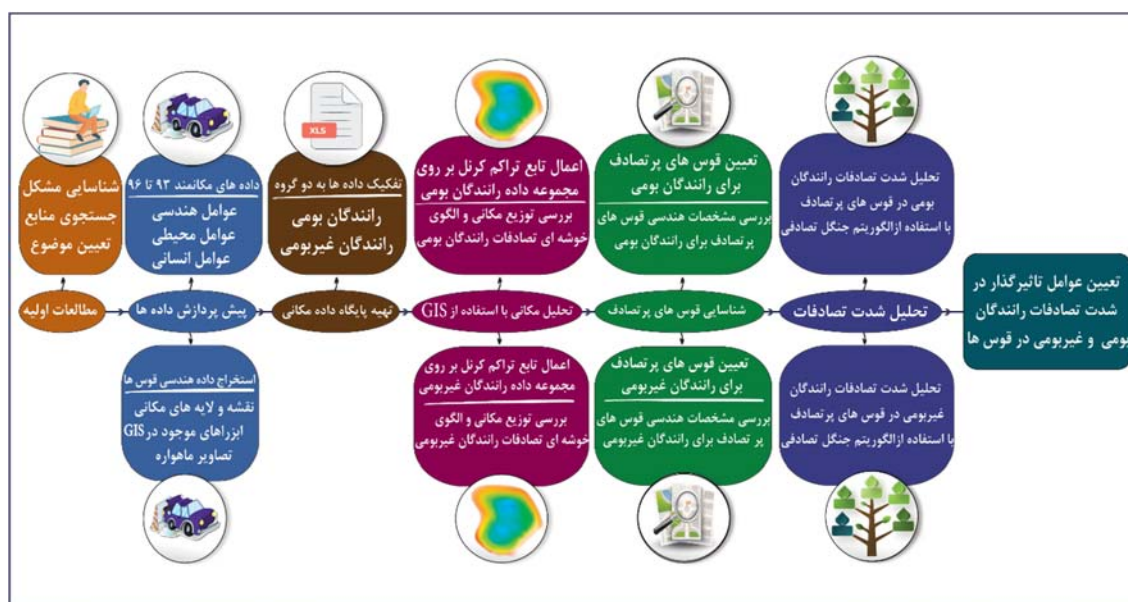 شناسایی مشکل
جستجوی منابع
تعیین موضوع
مطالعات اولیه
داده های مکانمند ۹۳ تا ۹۶
عوامل هندسی
عوامل محیطی
عوامل انسانی
پیش پردازش داده ها
استخراج داده هندسی قوس ها
نقشه و لایه های مکانی
ابزراهای موجود در GIS
تصاویر ماهواره
XLS
تفکیک داده ها به دو گروه
رانندگان بومی
رانندگان غیربومی
تهیه پایگاه داده مکانی
اعمال تابع تراکم کرنل بر روی
مجموعه داده رانندگان بومی
بررسی توزیع مکانی و الگوی
خوشه ای تصادفات رانندگان بومی
تحلیل مکانی با استفاده از GIS
اعمال تابع تراکم کرنل بر روی
مجموعه داده رانندگان غیربومی
بررسی توزیع مکانی و الگوی
خوشه ای تصادفات رانندگان غیربومی
تعیین قوس های پرتصادف
برای رانندگان بومی
بررسی مشخصات هندسی قوس های
پرتصادف برای رانندگان بومی
شناسایی قوس های پرتصادف
تعیین قوس های پرتصادف
برای رانندگان غیربومی
بررسی مشخصات هندسی قوس های
پر تصادف برای رانندگان غیربومی
تحلیل شدت تصادفات رانندگان
بومی در قوس های پرتصادف
با استفاده ازالگوریتم جنگل تصادفی
تحلیل شدت تصادفات
تحلیل شدت تصادفات رانندگان
غیربومی در قوس های پرتصادف
با استفاده ازالگوریتم جنگل تصادفی
تعیین عوامل تاثیرگذار در
شدت تصادفات رانندگان
بومی و غیربومی در قوس ها